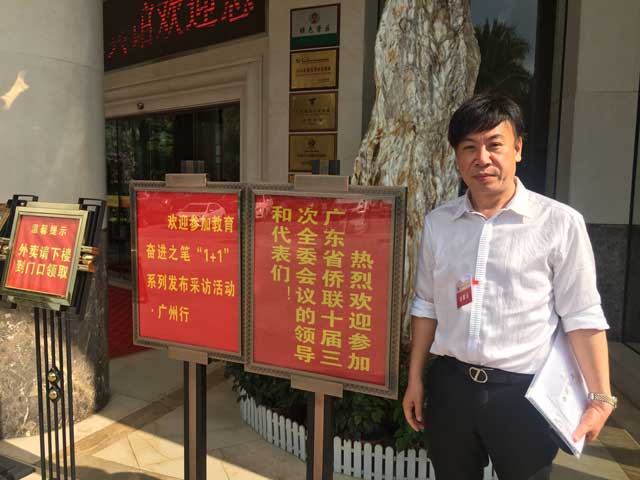 欢迎您
温馨提示
外卖请下楼
到门口领取
欢迎参加教育
奋进之笔“1+1”
系列发布采访活动
·广州行
热烈欢迎参加
广东省侨联十届三
次全委会议的领导
和代表们！